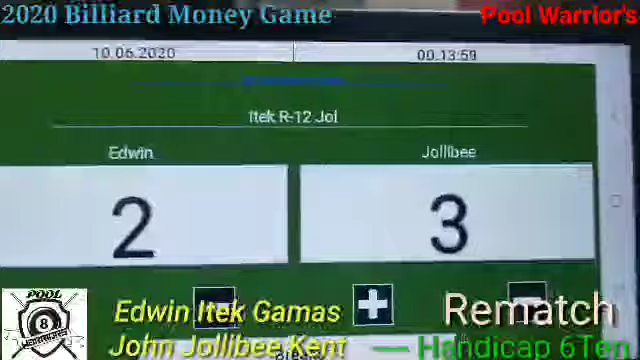 2020 Billiard Money Game
Pool Warrior's
10.06.2020
00:13:59
Itek R-12 Jol
Edwin
Jollibee
2
3
POOL
8
Edwin Itek Gamas
Rematch
John Jollibee Kent
— Handicap 6Ten